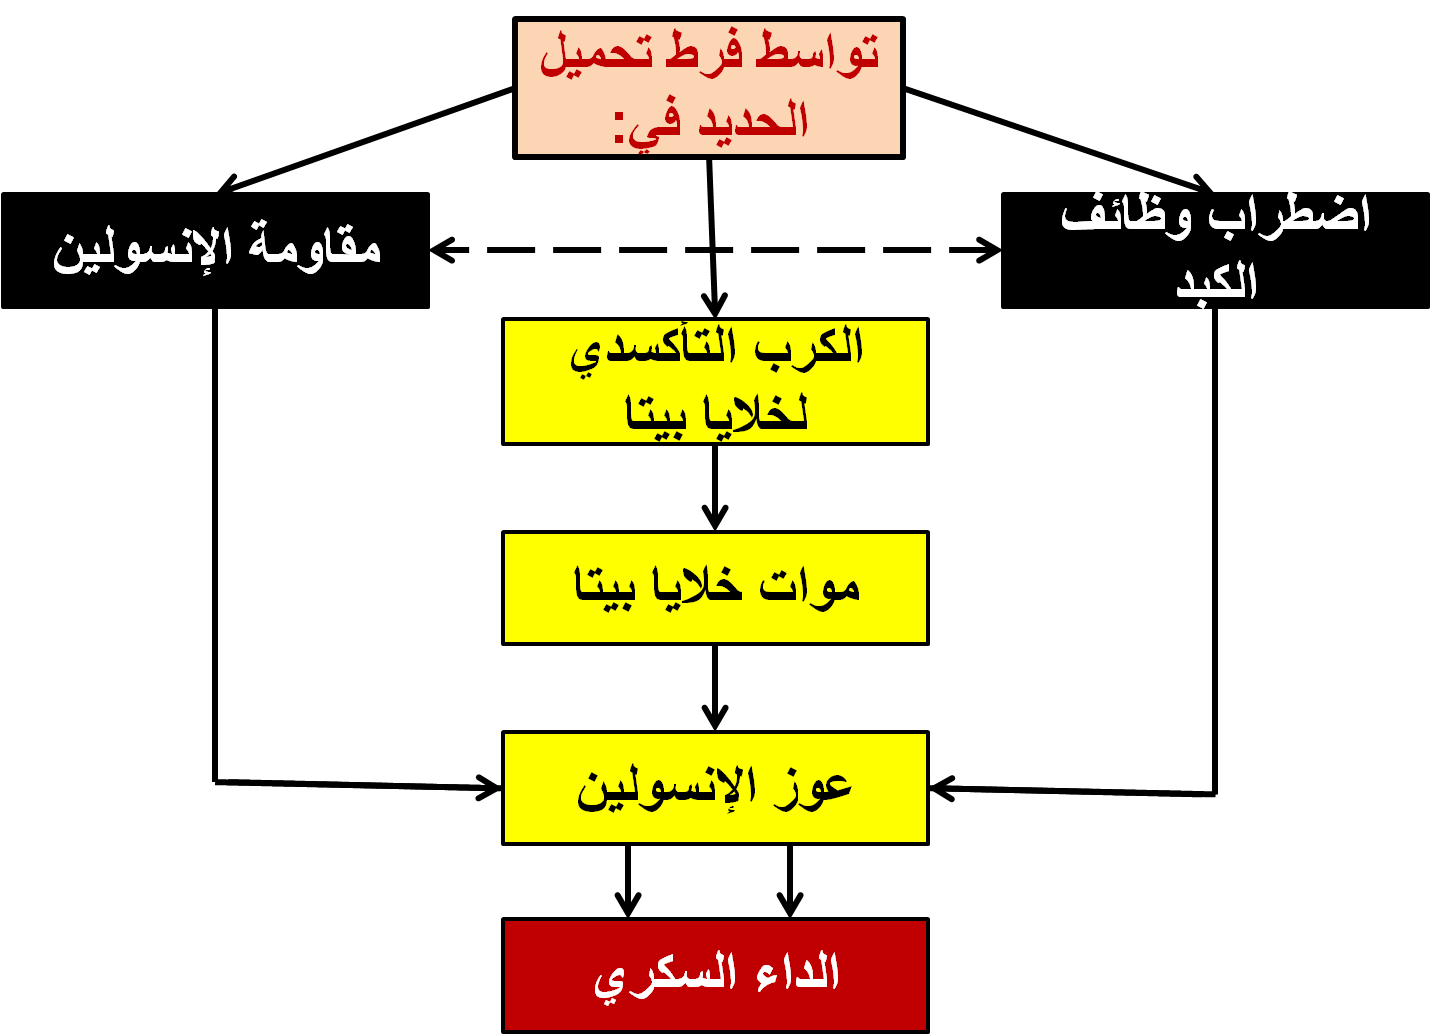 تواسط فرط تحميل
الحديد في:
اضطراب وظائف
الكبد
مقاومة الإنسولين
الكرب التأكسدي
لخلايا بيتا
موات خلايا بيتا
عوز الإنسولين
الداء السكري